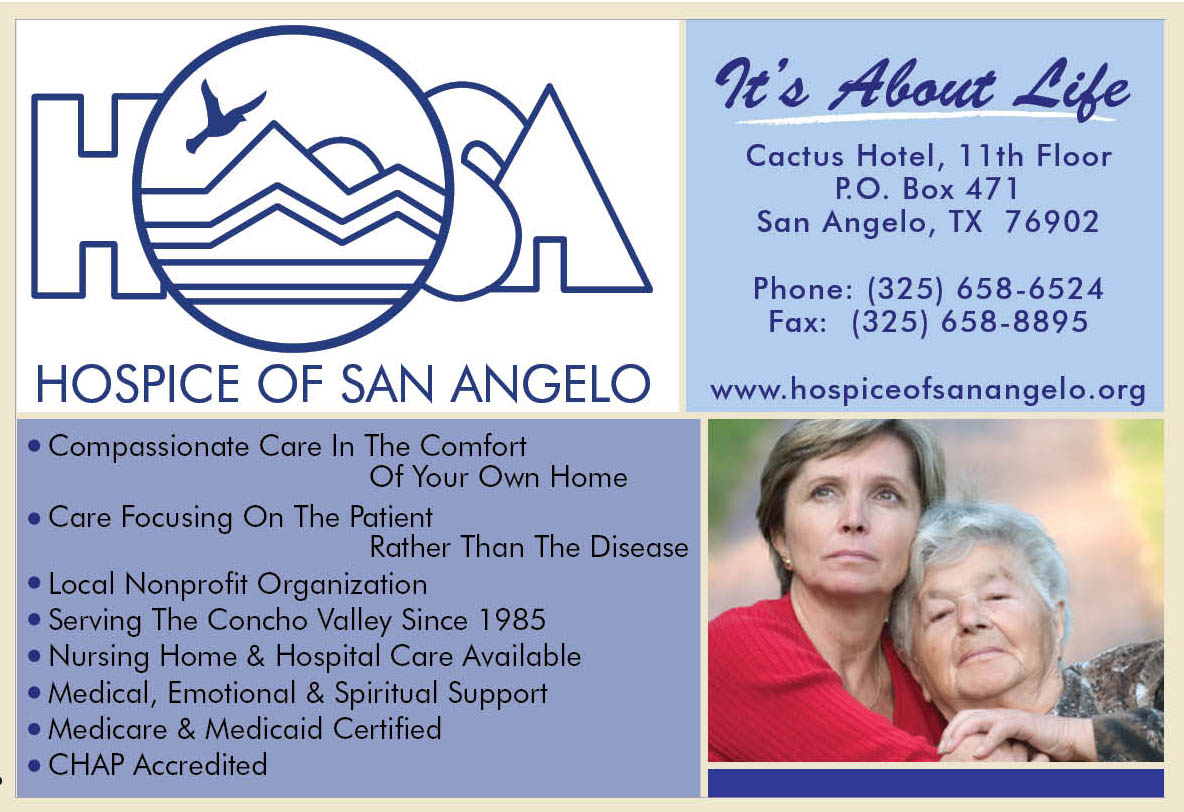 HOSA
HOSPICE OF SAN ANGELO
It's About Life
Cactus Hotel, 11th Floor
P.O. Box 471
San Angelo, TX 76902
Phone: (325) 658-6524
Fax: (325) 658-8895
www.hospiceofsanangelo.org
• Compassionate Care In The Comfort
Of Your Own Home
• Care Focusing On The Patient
Rather Than The Disease
• Local Nonprofit Organization
• Serving The Concho Valley Since 1985
• Nursing Home & Hospital Care Available
• Medical, Emotional & Spiritual Support
• Medicare & Medicaid Certified
• CHAP Accredited